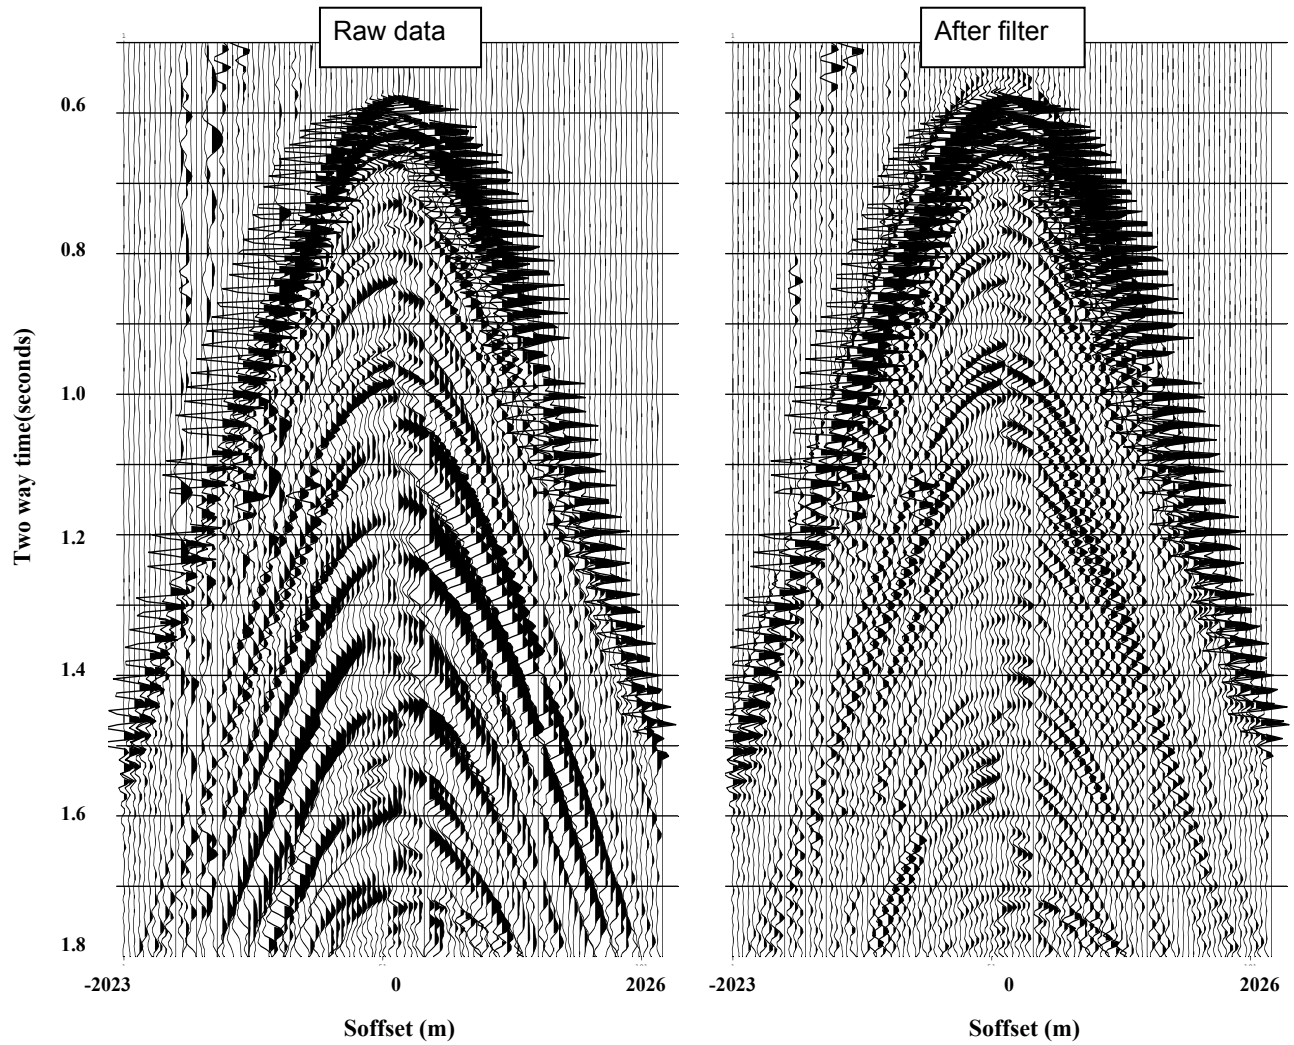 Raw data
After filter
0.6
0.8
1.0
1.2
1.4
1.6
1.8
Two way time(seconds)
-2023
0
2026
-2023
0
2026
Soffset (m)
Soffset (m)